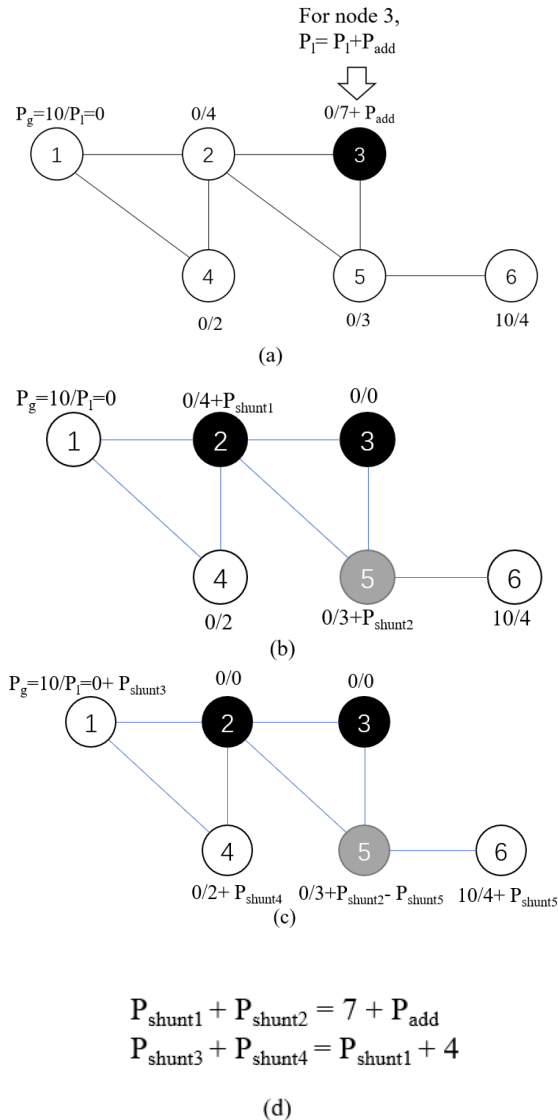 For node 3,
P_l= P_l+P_add
P_g=10/P_l=0
0/4
0/7+ P_add
1
2
3
4
5
6
0/2
0/3
10/4
(a)
P_g=10/P_l=0
0/4+P_shunt1
0/0
1
2
3
4
5
6
0/2
0/3+P_shunt2
10/4
(b)
P_g=10/P_l=0+ P_shunt3
0/0
0/0
1
2
3
4
5
6
0/2+ P_shunt4
0/3+P_shunt2- P_shunt5
10/4+ P_shunt5
(c)
P_shunt1 + P_shunt2 = 7 + P_add
P_shunt3 + P_shunt4 = P_shunt1 + 4
(d)